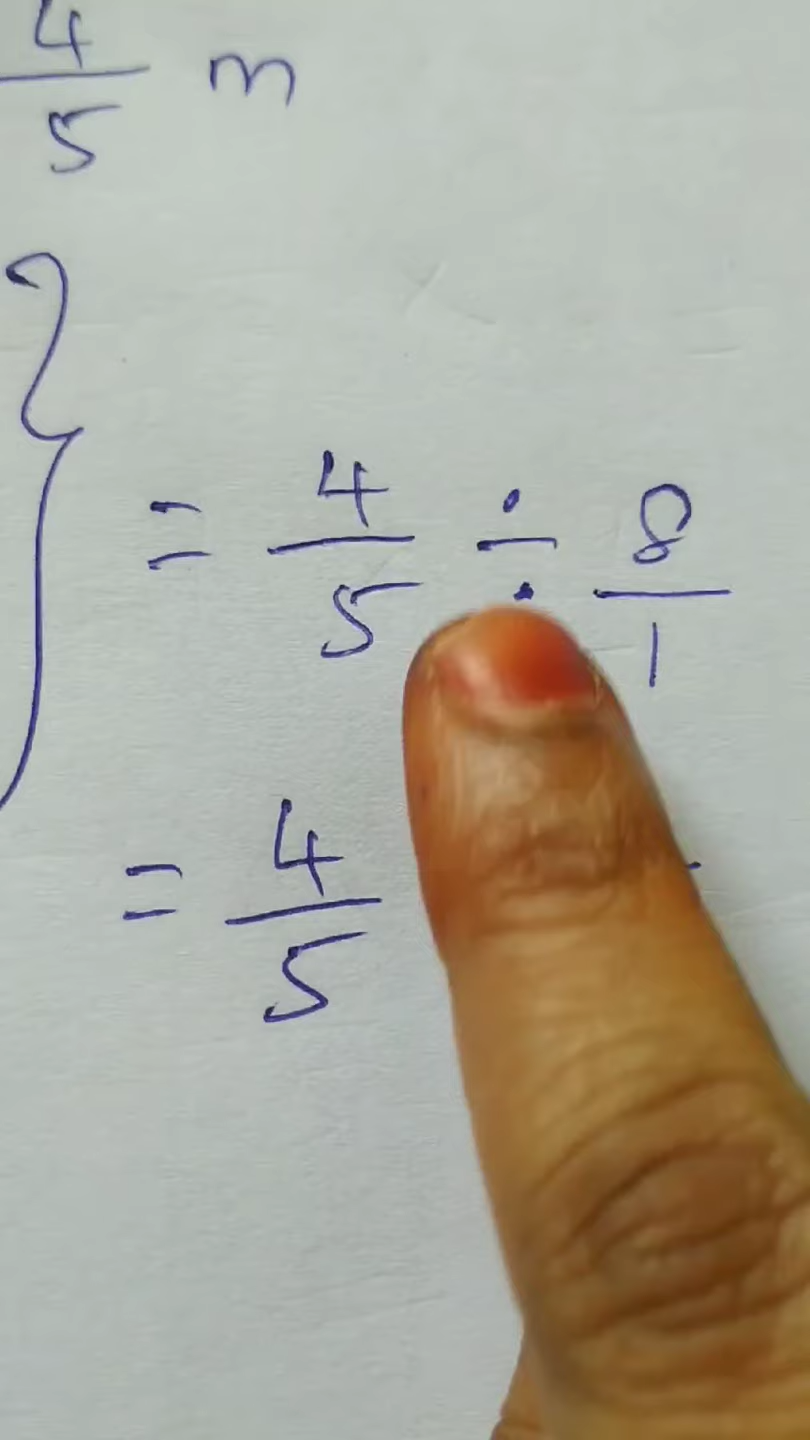 4/5 m
= 4/5 ÷ 8/1
= 4/5